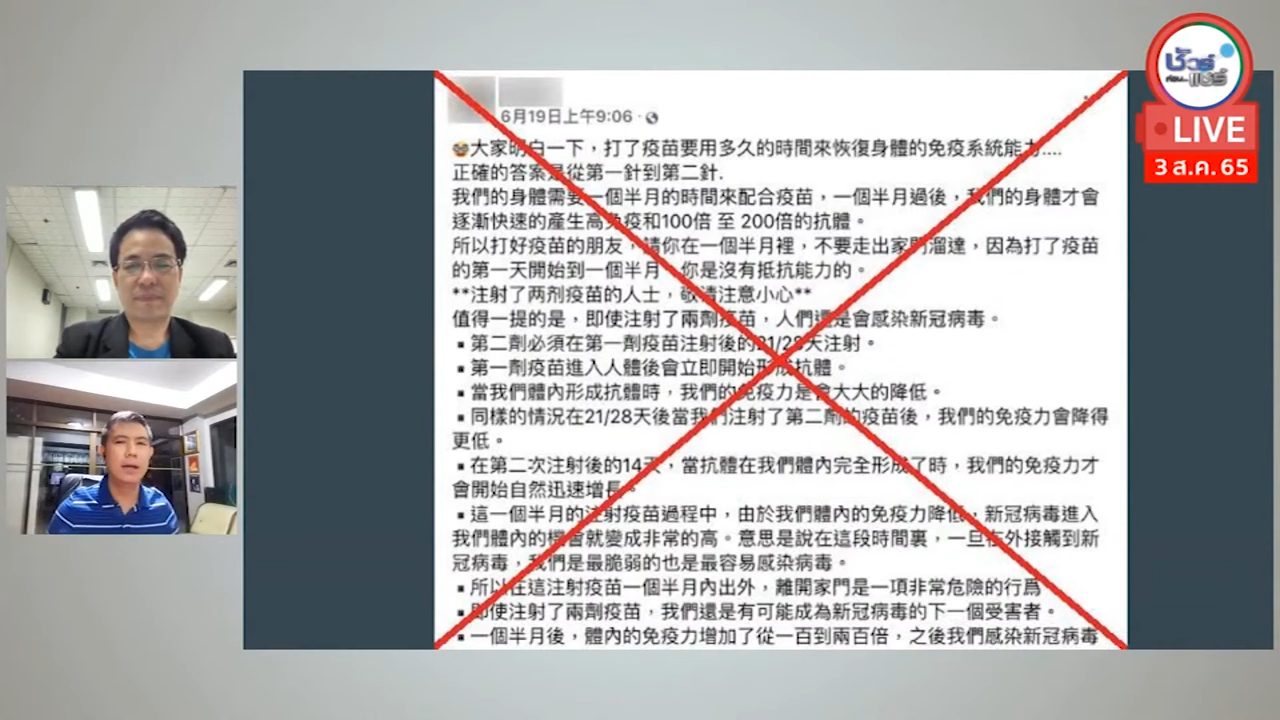 6月19日上午9:06
大家明白一下，打了疫苗要用多久的時間來恢復身體的免疫系統能力....
正確的答案是從第一針到第二針.
我們的身體需要一個半月的時間來配合疫苗，一個半月過後，我們的身體才會
逐漸快速的產生高免疫和100倍 至 200倍的抗體。
所以打好疫苗的朋友，請你在一個半月裡，不要走出家門溜達，因為打了疫苗
的第一天開始到一個半月，你是沒有抵抗能力的。
**注射了两剂疫苗的人士，敬请注意小心**
值得一提的是，即使注射了兩劑疫苗，人們還是會感染新冠病毒。
▪第二劑必須在第一劑疫苗注射後的21/28天注射。
▪第一劑疫苗進入人體後會立即開始形成抗體。
▪當我們體內形成抗體時，我們的免疫力是會大大的降低。
▪同樣的情況在21/28天後當我們注射了第二劑的疫苗後，我們的免疫力會降得
更低。
▪在第二次注射後的14天，當抗體在我們體內完全形成了時，我們的免疫力才
會開始自然迅速增長。
▪這一個半月的注射疫苗過程中，由於我們體內的免疫力降低，新冠病毒進入
我們體內的機會就變成非常的高。意思是說在這段時間裏，一旦在外接觸到新
冠病毒，我們是最脆弱的也是最容易感染病毒。
▪所以在這注射疫苗一個半月內出外，離開家門是一項非常危險的行爲
▪即使注射了兩劑疫苗，我們還是有可能成為新冠病毒的下一個受害者。
▪一個半月後，體內的免疫力增加了從一百到兩百倍，之後我們感染新冠病毒
ชัวร์
ก่อน..แชร์
LIVE
3 ส.ค. 65